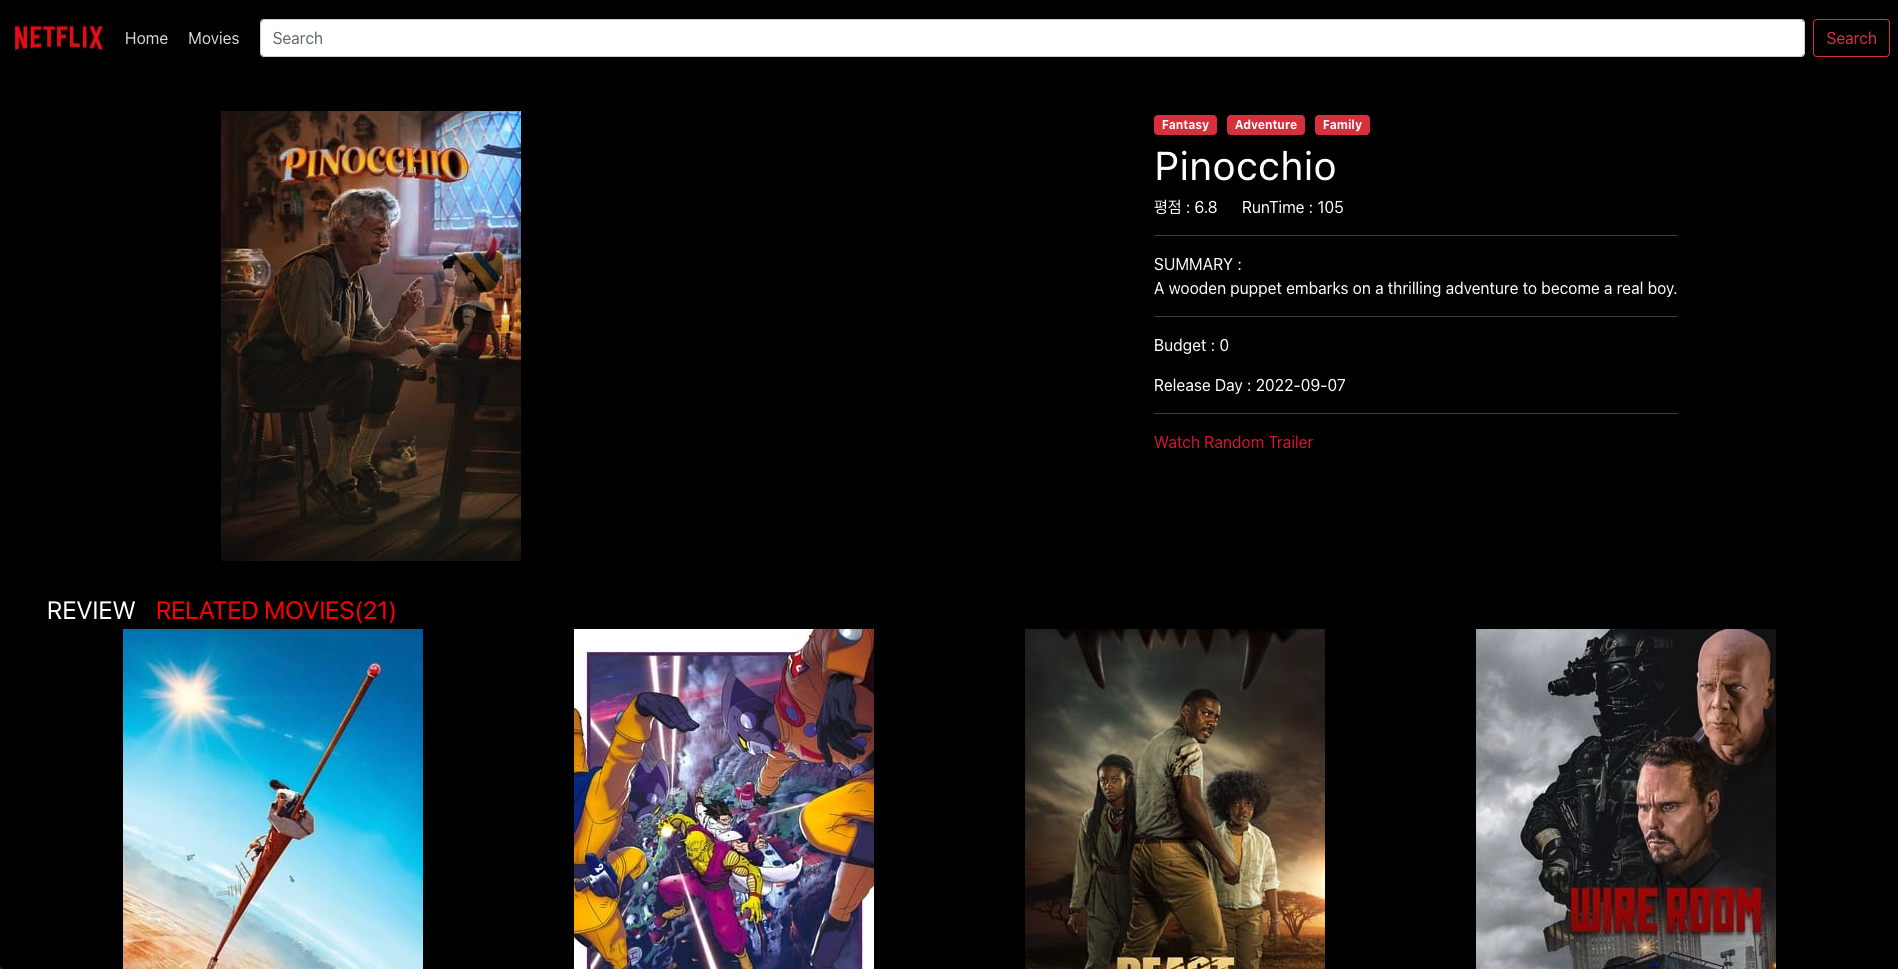 NETFLIX Home Movies Search Search
PINOCCHIO
Fantasy Adventure Family
Pinocchio
평점 : 6.8 RunTime : 105
SUMMARY :
A wooden puppet embarks on a thrilling adventure to become a real boy.
Budget : 0
Release Day : 2022-09-07
Watch Random Trailer
REVIEW RELATED MOVIES(21)
SWAT
WIRE ROOM
BEAST